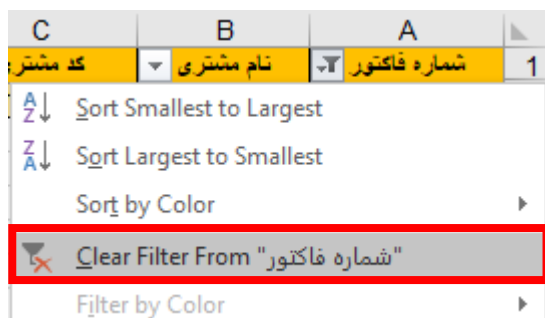 A B C
1 شماره فاکتور نام مشتری کد مشتری
Sort Smallest to Largest
Sort Largest to Smallest
Sort by Color
Clear Filter From "شماره فاکتور"
Filter by Color